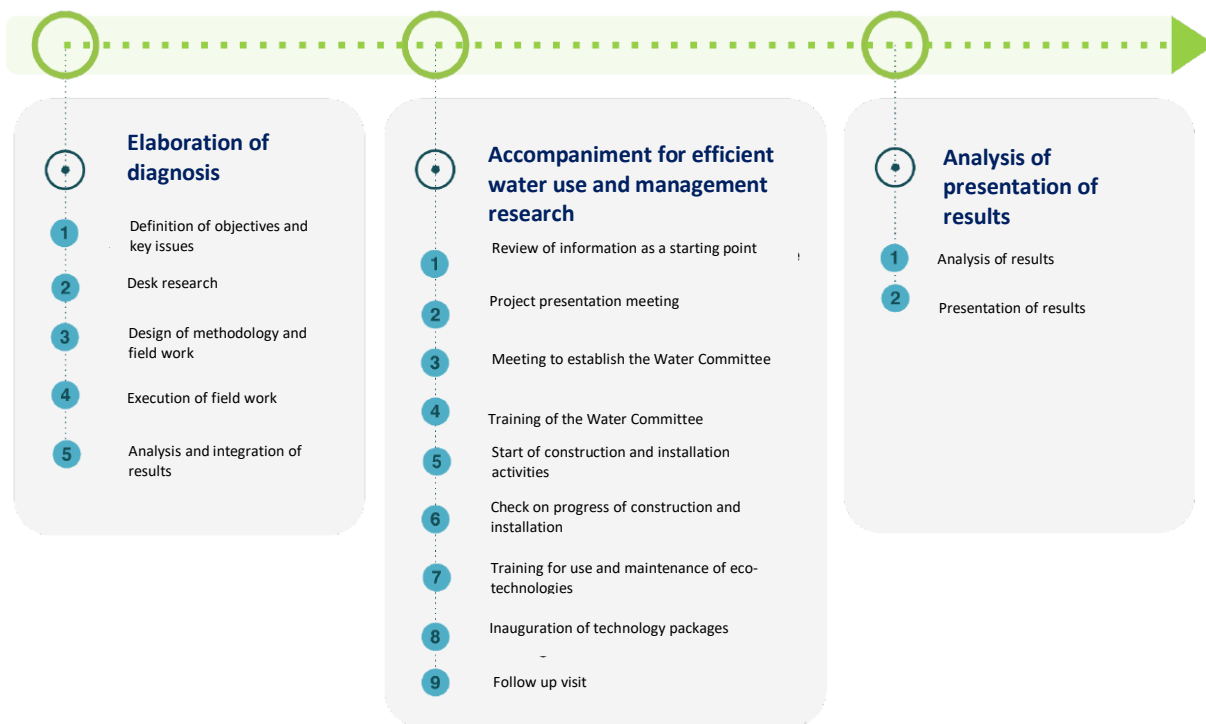 Elaboration of
diagnosis
1
Definition of objectives and
key issues
2
Desk research
3
Design of methodology and
field work
4
Execution of field work
5
Analysis and integration of
results
Accompaniment for efficient
water use and management
research
1
Review of information as a starting point
2
Project presentation meeting
3
Meeting to establish the Water Committee
4
Training of the Water Committee
5
Start of construction and installation
activities
6
Check on progress of construction and
installation
7
Training for use and maintenance of eco-
technologies
8
Inauguration of technology packages
9
Follow up visit
Analysis of
presentation of
results
1
Analysis of results
2
Presentation of results